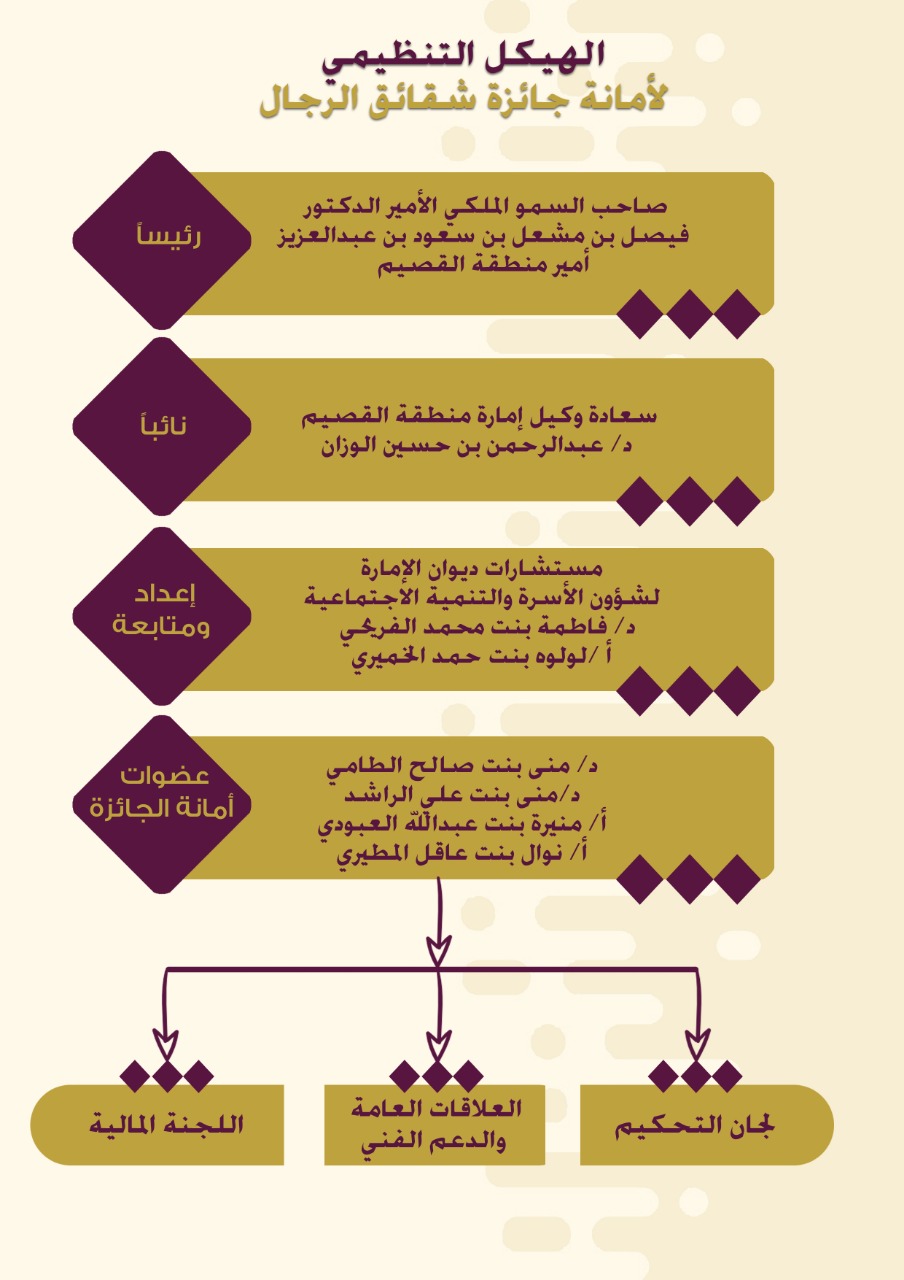 الهيكل التنظيمي
لأمانة جائزة شقائق الرجال
رئيساً
صاحب السمو الملكي الأمير الدكتور
فيصل بن مشعل بن سعود بن عبدالعزيز
أمير منطقة القصيم
نائباً
سعادة وكيل إمارة منطقة القصيم
د/ عبدالرحمن بن حسين الوزان
إعداد
ومتابعة
مستشارات ديوان الإمارة
لشؤون الأسرة والتنمية الاجتماعية
د/ فاطمة بنت محمد الفريحي
أ /لولوه بنت حمد الخميري
عضوات
أمانة الجائزة
د/ منى بنت صالح الطامي
د/منى بنت علي الراشد
أ/ منيرة بنت عبدالله العبودي
أ/ نوال بنت عاقل المطيري
لجان التحكيم
العلاقات العامة
والدعم الفني
اللجنة المالية